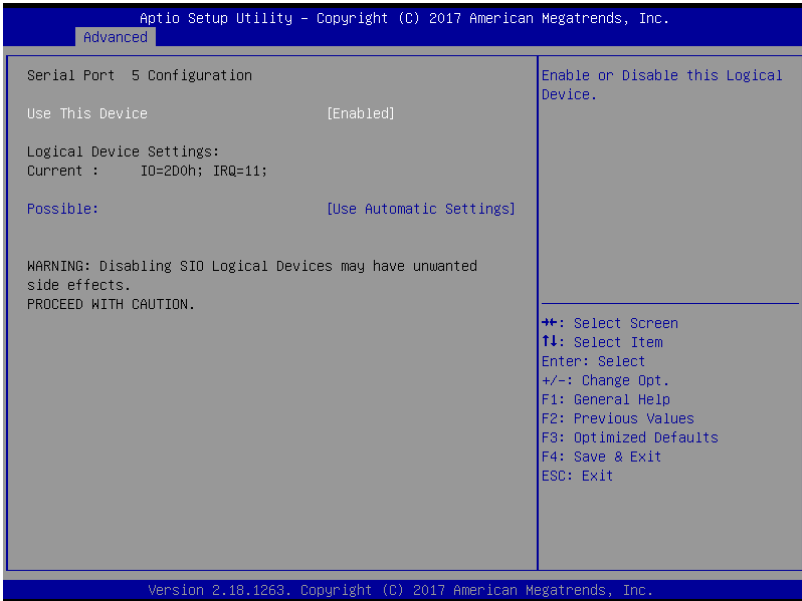 Aptio Setup Utility – Copyright (C) 2017 American Megatrends, Inc.
Advanced
Serial Port  5 Configuration
Use This Device [Enabled]
Logical Device Settings:
Current : IO=2D0h; IRQ=11;
Possible: [Use Automatic Settings]
WARNING: Disabling SIO Logical Devices may have unwanted
side effects.
PROCEED WITH CAUTION.
Enable or Disable this Logical
Device.
→←: Select Screen
↑↓: Select Item
Enter: Select
+/-: Change Opt.
F1: General Help
F2: Previous Values
F3: Optimized Defaults
F4: Save & Exit
ESC: Exit
Version 2.18.1263. Copyright (C) 2017 American Megatrends, Inc.